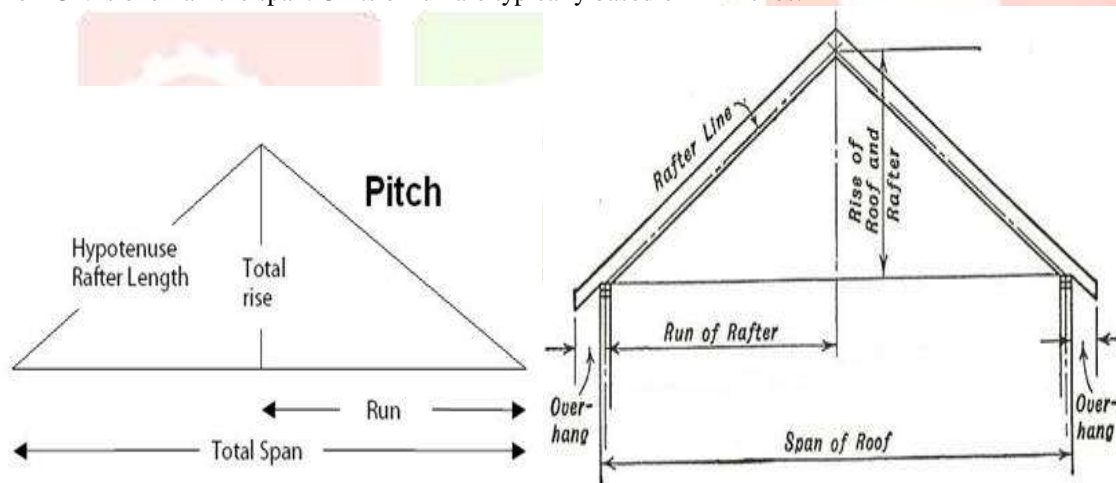 Pitch
Hypotenuse
Rafter Length
Total
rise
Run
Total Span
Rafter Line
Rise of
Roof and
Rafter
Run of Rafter
Over-
hang
Over-
hang
Span of Roof